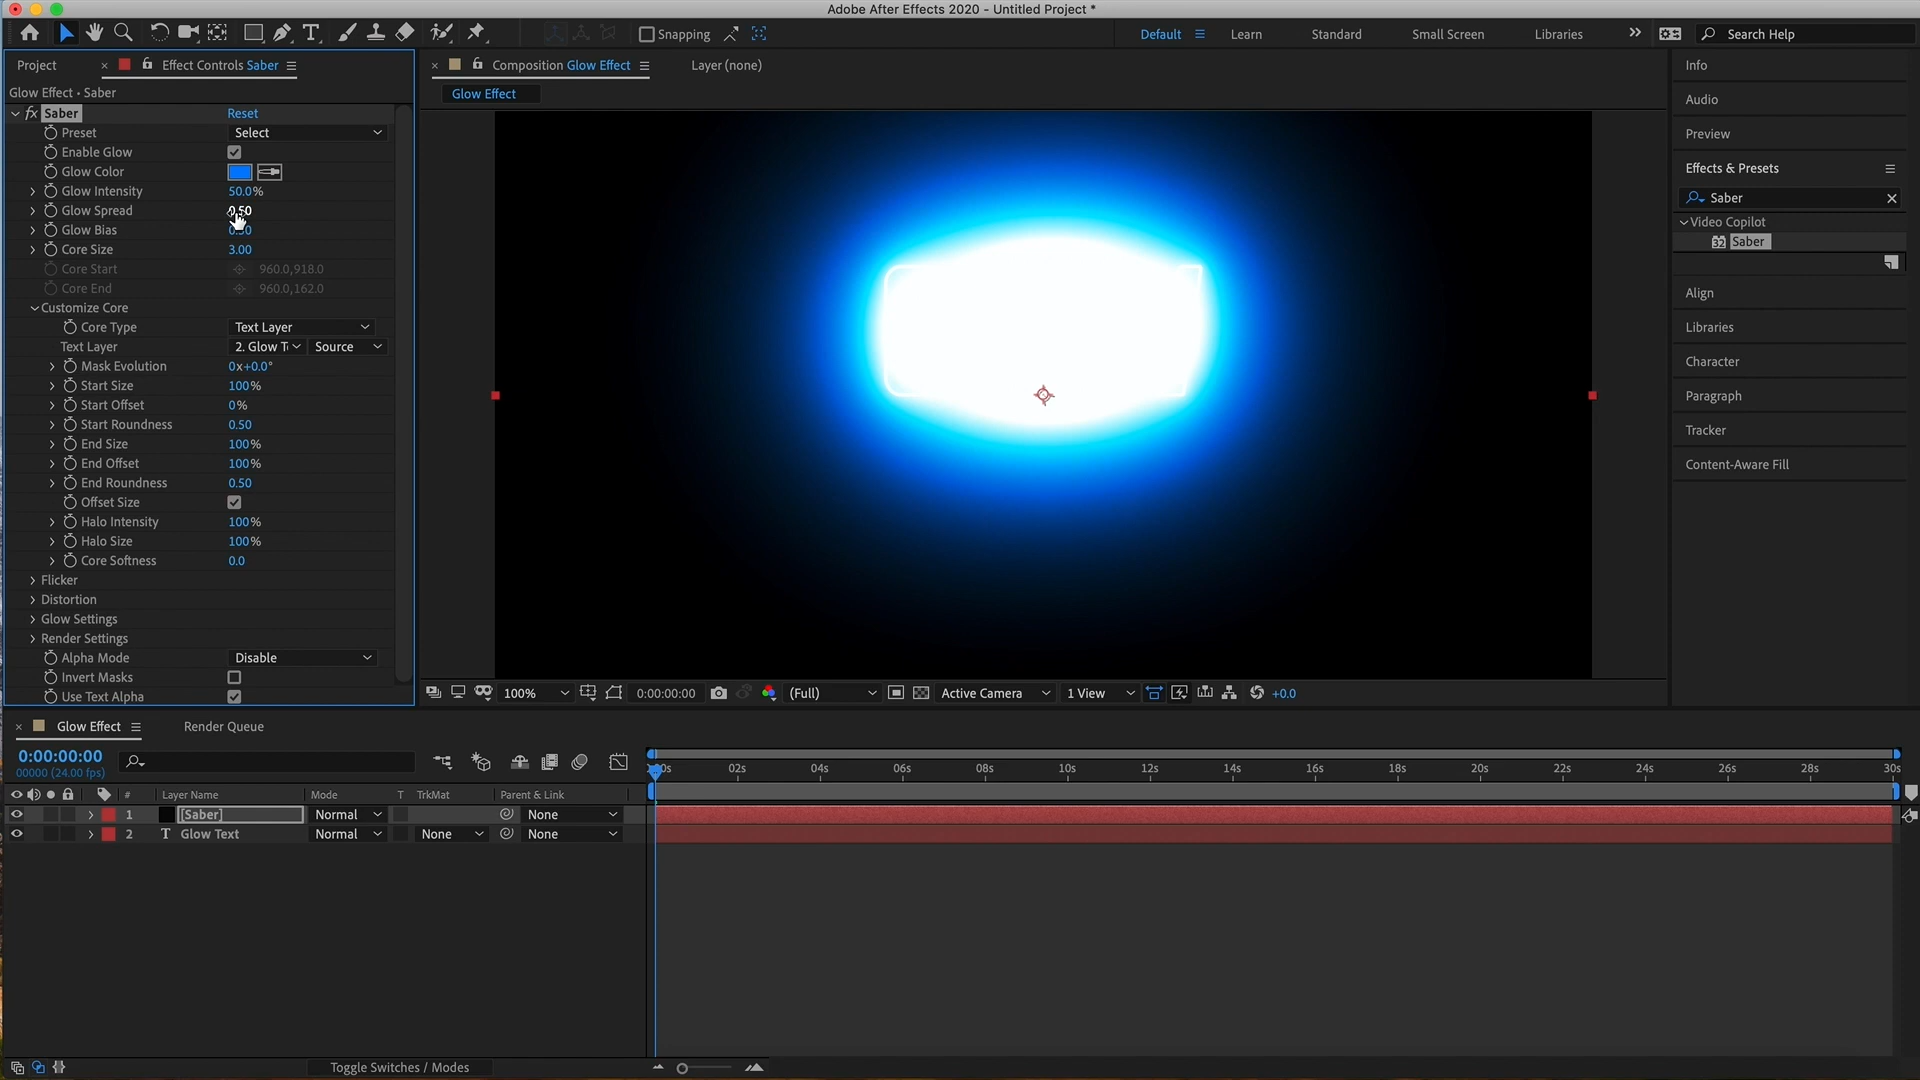 Adobe After Effects 2020 - Untitled Project *
Snapping
Default
Learn
Standard
Small Screen
Libraries
Search Help
Project
Effect Controls Saber
Glow Effect • Saber
fx Saber Reset
Preset Select
Enable Glow
Glow Color
Glow Intensity 50.0%
Glow Spread 0.50
Glow Bias
Core Size 3.00
Core Start 960.0,918.0
Core End 960.0,162.0
Customize Core
Core Type Text Layer
Text Layer 2. Glow T Source
Mask Evolution 0x+0.0°
Start Size 100%
Start Offset 0%
Start Roundness 0.50
End Size 100%
End Offset 100%
End Roundness 0.50
Offset Size
Halo Intensity 100%
Halo Size 100%
Core Softness 0.0
Flicker
Distortion
Glow Settings
Render Settings
Alpha Mode Disable
Invert Masks
Use Text Alpha
Composition Glow Effect
Layer (none)
Glow Effect
100%
0:00:00:00
(Full)
Active Camera
1 View
+0.0
Info
Audio
Preview
Effects & Presets
Saber
Video Copilot
32 Saber
Align
Libraries
Character
Paragraph
Tracker
Content-Aware Fill
Glow Effect
Render Queue
0:00:00:00
00000 (24.00 fps)
02s 04s 06s 08s 10s 12s 14s 16s 18s 20s 22s 24s 26s 28s 30s
# Layer Name Mode T TrkMat Parent & Link
1 [Saber] Normal None
2 T Glow Text Normal None None
Toggle Switches / Modes